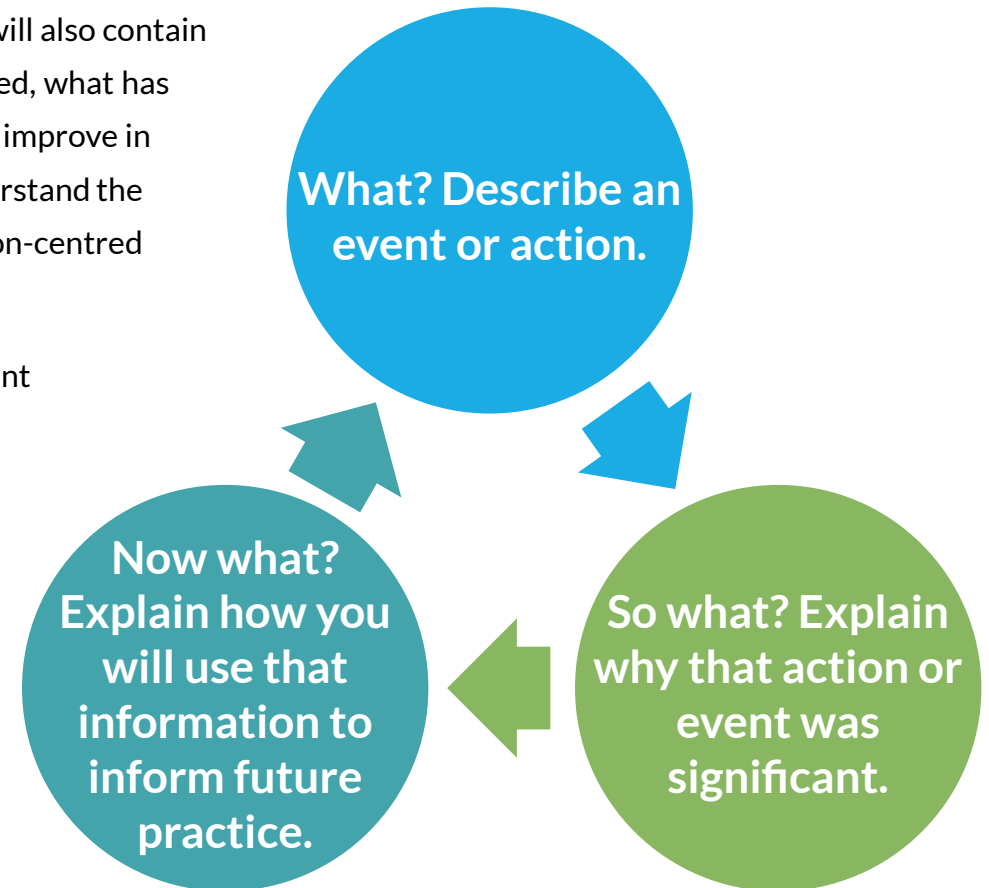 will also contain
ed, what has
improve in
rstand the
on-centred
nt
What? Describe an
event or action.
So what? Explain
why that action or
event was
significant.
Now what?
Explain how you
will use that
information to
inform future
practice.